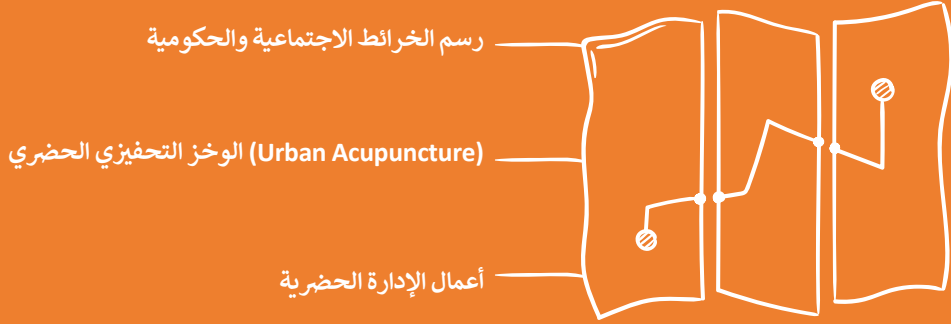 رسم الخرائط الاجتماعية والحكومية
الوخز التحفيزي الحضري (Urban Acupuncture)
أعمال الإدارة الحضرية